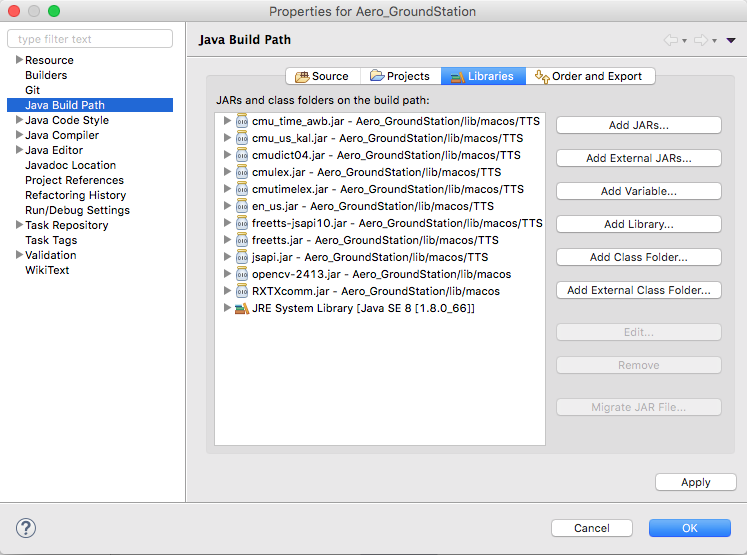 Properties for Aero_GroundStation
type filter text
Resource
Builders
Git
Java Build Path
Java Code Style
Java Compiler
Java Editor
Javadoc Location
Project References
Refactoring History
Run/Debug Settings
Task Repository
Task Tags
Validation
WikiText
Java Build Path
Source Projects Libraries Order and Export
JARs and class folders on the build path:
cmu_time_awb.jar - Aero_GroundStation/lib/macos/TTS
cmu_us_kal.jar - Aero_GroundStation/lib/macos/TTS
cmudict04.jar - Aero_GroundStation/lib/macos/TTS
cmulex.jar - Aero_GroundStation/lib/macos/TTS
cmutimelex.jar - Aero_GroundStation/lib/macos/TTS
en_us.jar - Aero_GroundStation/lib/macos/TTS
freetts-jsapi10.jar - Aero_GroundStation/lib/macos/TTS
freetts.jar - Aero_GroundStation/lib/macos/TTS
jsapi.jar - Aero_GroundStation/lib/macos/TTS
opencv-2413.jar - Aero_GroundStation/lib/macos
RXTXcomm.jar - Aero_GroundStation/lib/macos
JRE System Library [Java SE 8 [1.8.0_66]]
Add JARs...
Add External JARs...
Add Variable...
Add Library...
Add Class Folder...
Add External Class Folder...
Edit...
Remove
Migrate JAR File...
Apply
?
Cancel
OK